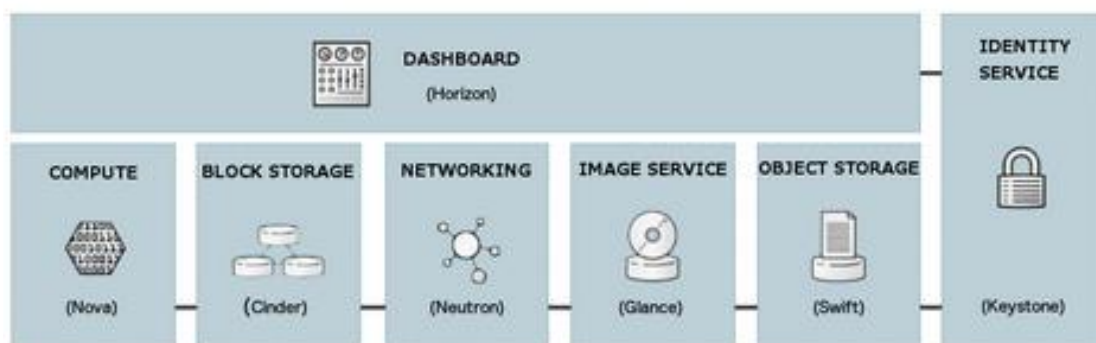 DASHBOARD
(Horizon)
IDENTITY
SERVICE
COMPUTE
BLOCK STORAGE
NETWORKING
IMAGE SERVICE
OBJECT STORAGE
(Nova)
(Cinder)
(Neutron)
(Glance)
(Swift)
(Keystone)